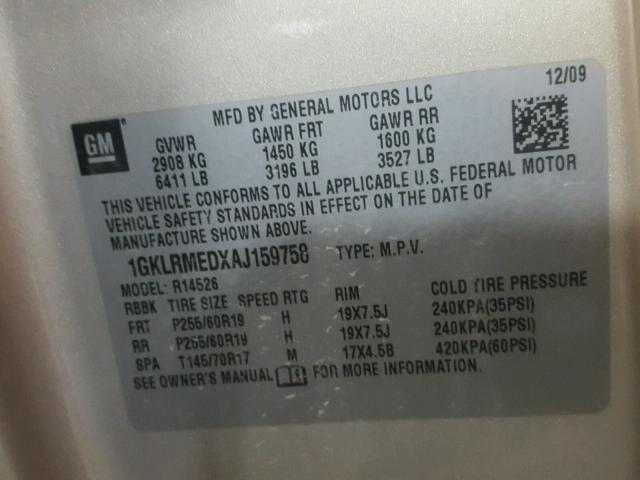 12/09
MFD BY GENERAL MOTORS LLC
GM
GVWR GAWR FRT GAWR RR
2908 KG 1450 KG 1600 KG
6411 LB 3196 LB 3527 LB
THIS VEHICLE CONFORMS TO ALL APPLICABLE U.S. FEDERAL MOTOR
VEHICLE SAFETY STANDARDS IN EFFECT ON THE DATE OF
MANUFACTURE SHOWN ABOVE.
1GKLRMEDXAJ159758 TYPE: M.P.V.
MODEL: R14526
RBBK TIRE SIZE SPEED RTG RIM COLD TIRE PRESSURE
FRT P255/60R19 H 19X7.5J 240KPA(35PSI)
RR P255/60R19 H 19X7.5J 240KPA(35PSI)
SPA T145/70R17 M 17X4.5B 420KPA(60PSI)
SEE OWNER'S MANUAL FOR MORE INFORMATION.